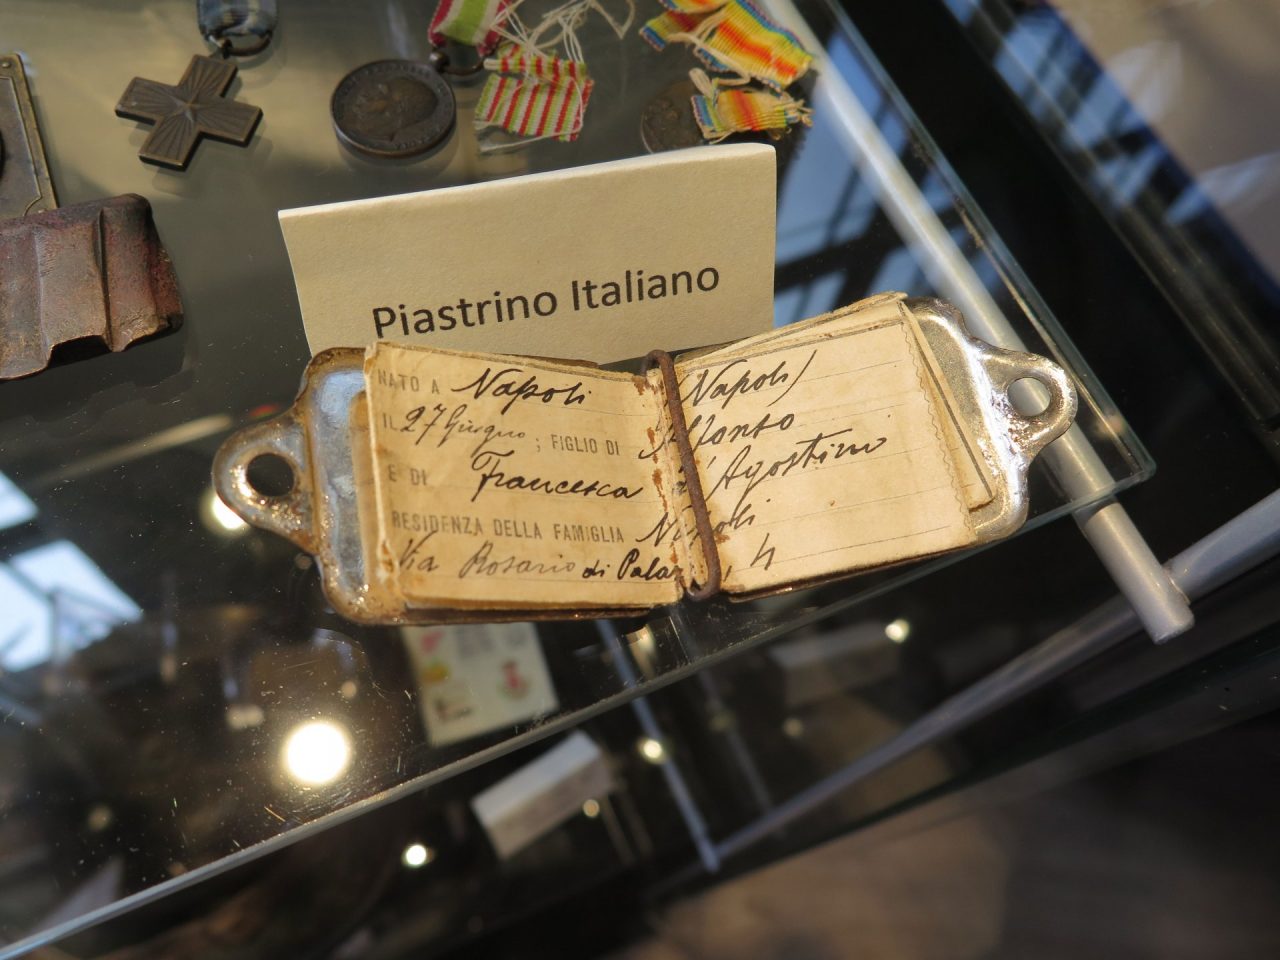 Piastrino Italiano
NATO A Napoli (Napoli)
IL 27 Giugno ; FIGLIO DI Alfonso
E DI Francesca d'Agostino
RESIDENZA DELLA FAMIGLIA Napoli
Via Rosario di 4